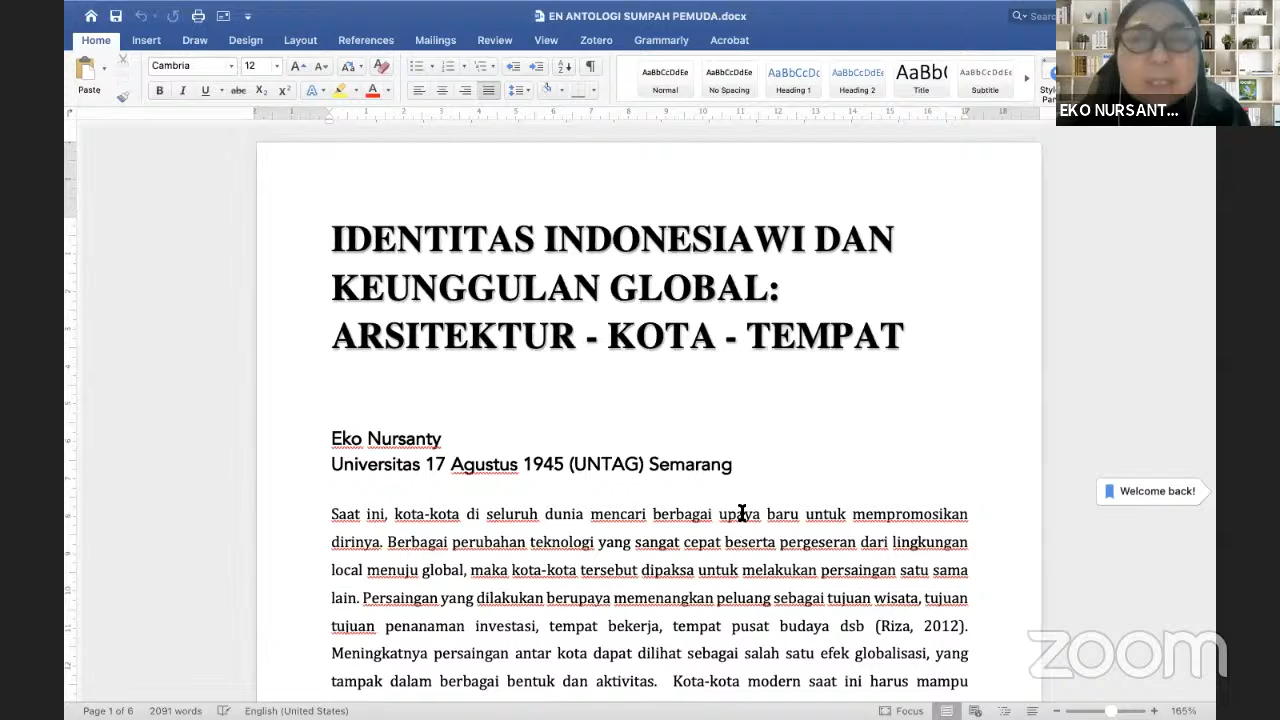 EN ANTOLOGI SUMPAH PEMUDA.docx
Home Insert Draw Design Layout References Mailings Review View Zotero Grammarly Acrobat
Paste
Cambria 12
AaBbCcDdEe AaBbCcDdEe AaBbCcDc AaBbCcDdEe AaBb( AaBbCcDdEe
Normal No Spacing Heading 1 Heading 2 Title Subtitle
EKO NURSANT...
IDENTITAS INDONESIAWI DAN
KEUNGGULAN GLOBAL:
ARSITEKTUR - KOTA - TEMPAT
Eko Nursanty
Universitas 17 Agustus 1945 (UNTAG) Semarang
Welcome back!
Saat ini, kota-kota di seluruh dunia mencari berbagai upaya baru untuk mempromosikan
dirinya. Berbagai perubahan teknologi yang sangat cepat beserta pergeseran dari lingkungan
local menuju global, maka kota-kota tersebut dipaksa untuk melakukan persaingan satu sama
lain. Persaingan yang dilakukan berupaya memenangkan peluang sebagai tujuan wisata, tujuan
tujuan penanaman investasi, tempat bekerja, tempat pusat budaya dsb (Riza, 2012).
Meningkatnya persaingan antar kota dapat dilihat sebagai salah satu efek globalisasi, yang
tampak dalam berbagai bentuk dan aktivitas. Kota-kota modern saat ini harus mampu
zoom
Page 1 of 6 2091 words English (United States) Focus 165%